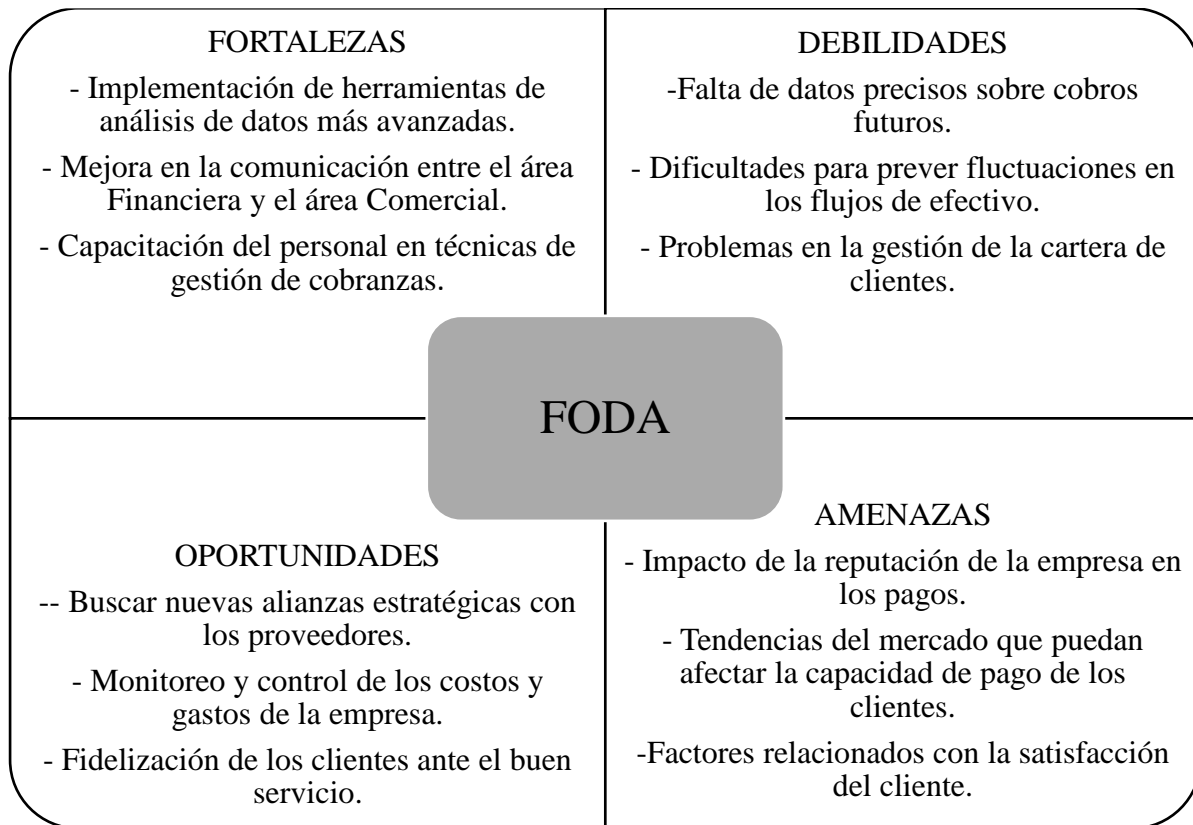 FORTALEZAS
- Implementación de herramientas de
análisis de datos más avanzadas.
- Mejora en la comunicación entre el área
Financiera y el área Comercial.
- Capacitación del personal en técnicas de
gestión de cobranzas.
DEBILIDADES
-Falta de datos precisos sobre cobros
futuros.
- Dificultades para prever fluctuaciones en
los flujos de efectivo.
- Problemas en la gestión de la cartera de
clientes.
FODA
OPORTUNIDADES
-- Buscar nuevas alianzas estratégicas con
los proveedores.
- Monitoreo y control de los costos y
gastos de la empresa.
- Fidelización de los clientes ante el buen
servicio.
AMENAZAS
- Impacto de la reputación de la empresa en
los pagos.
- Tendencias del mercado que puedan
afectar la capacidad de pago de los
clientes.
-Factores relacionados con la satisfacción
del cliente.